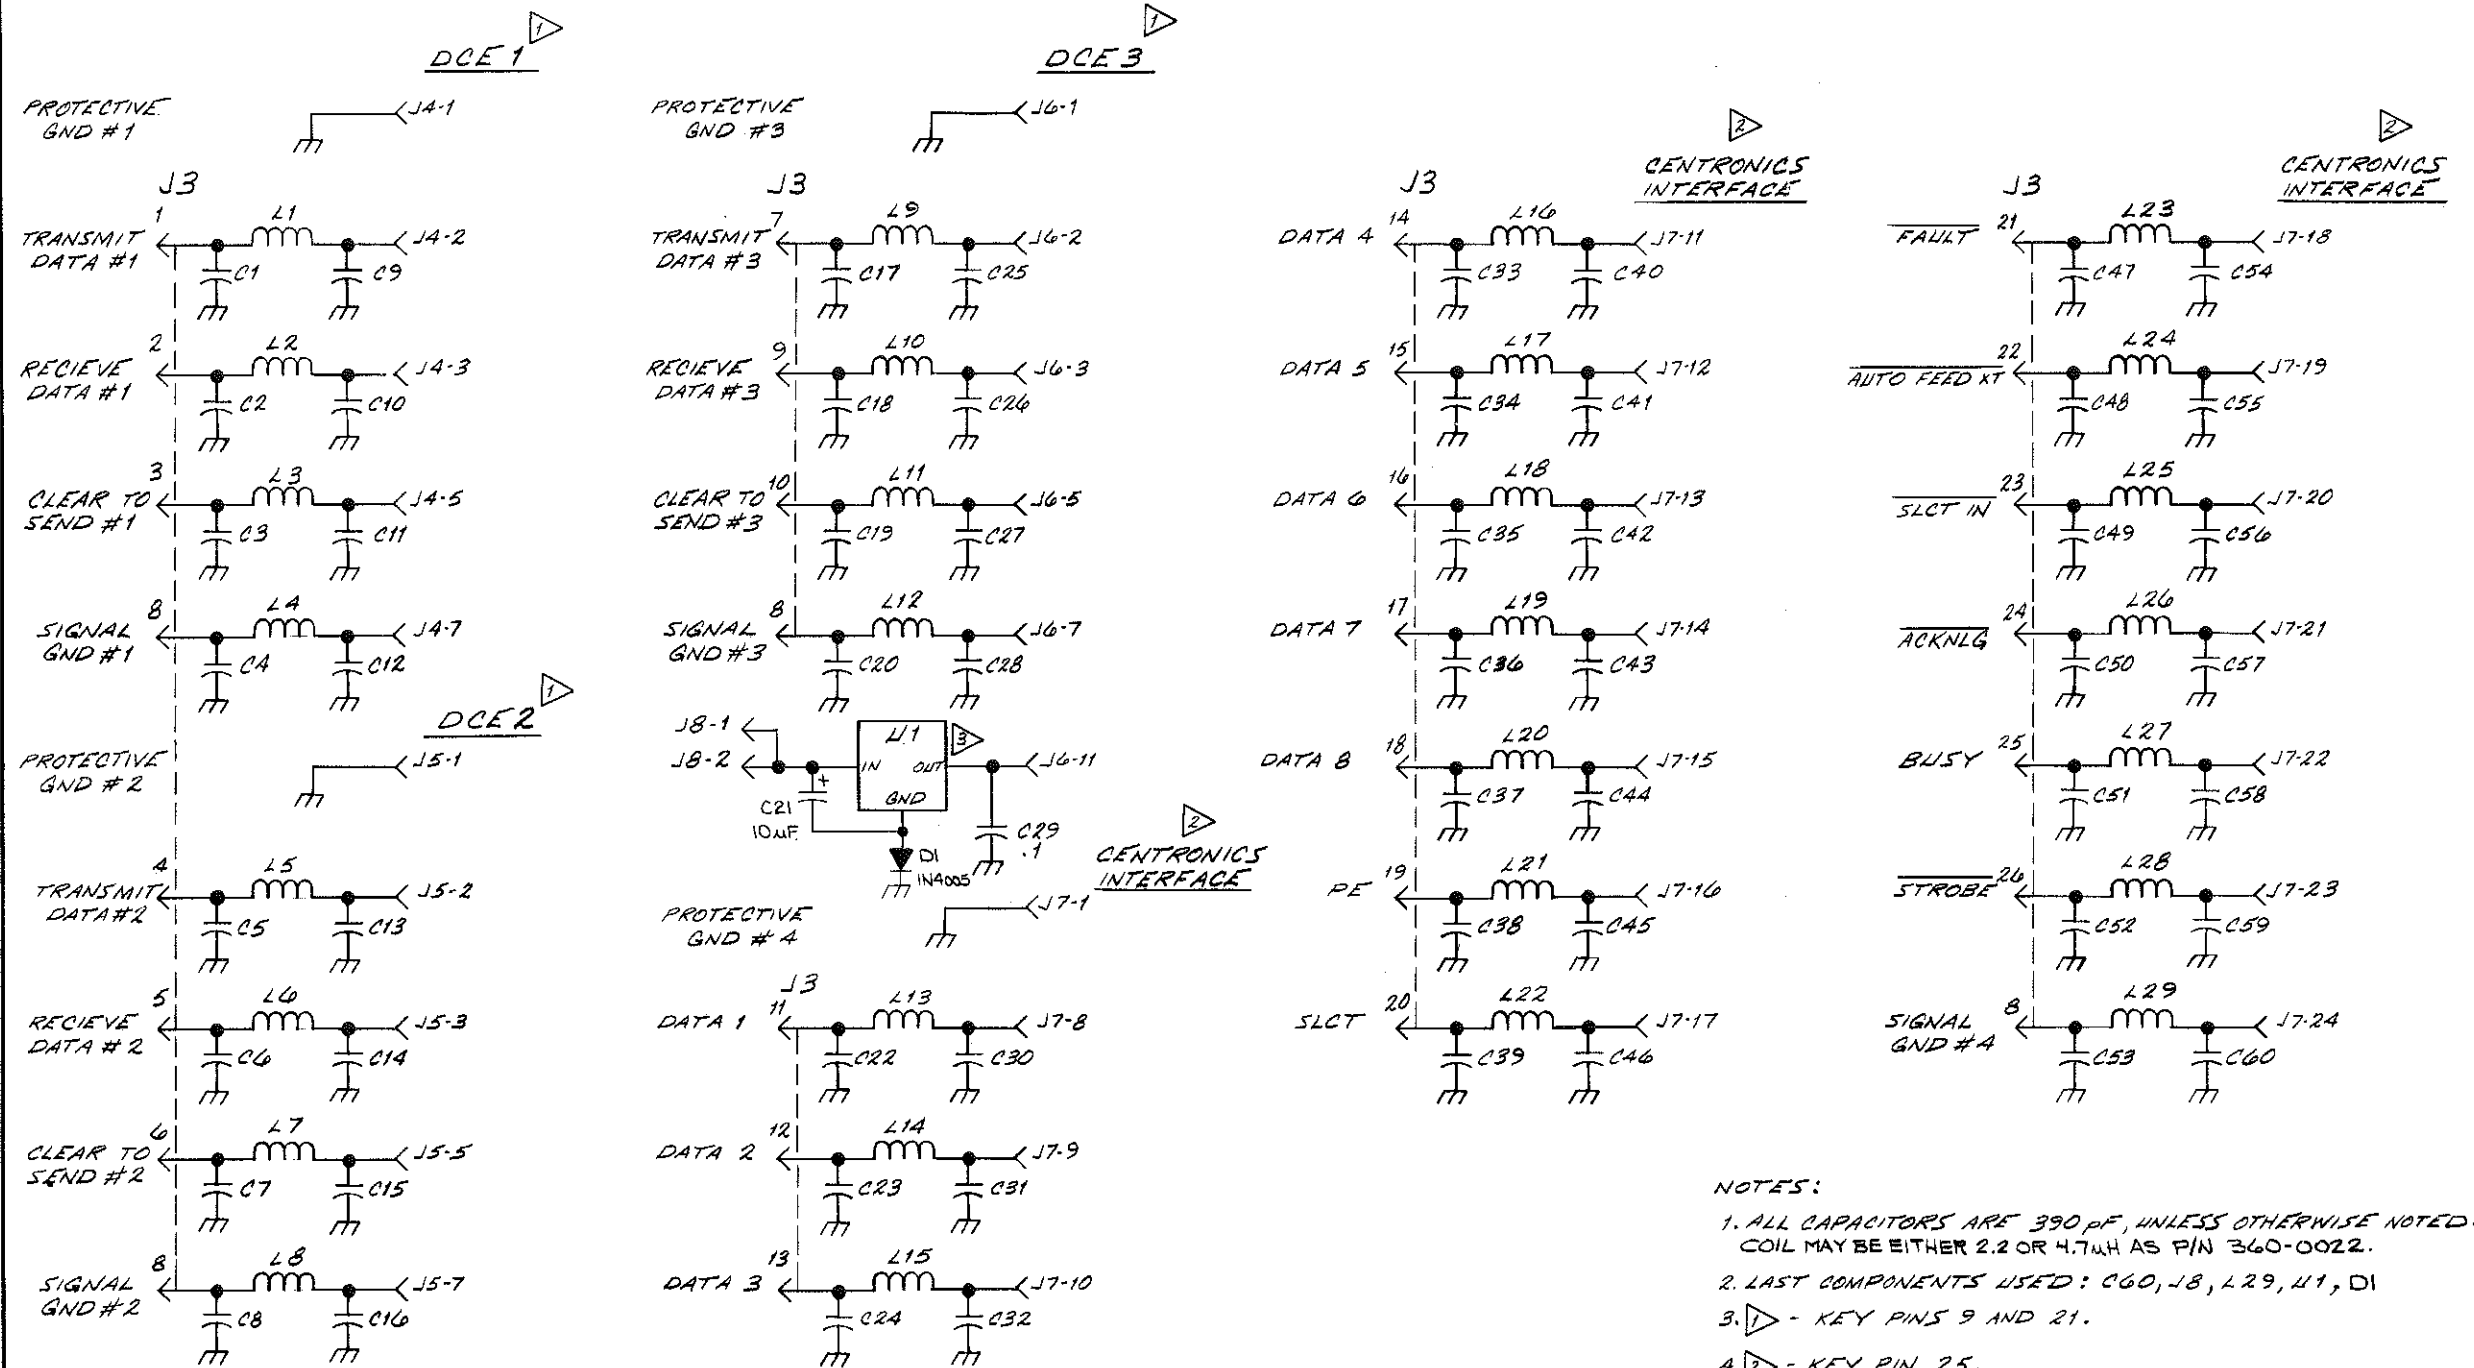 1
DCE 1
PROTECTIVE
GND #1
J4-1
J3
1
TRANSMIT
DATA #1
L1
J4-2
C1
C9
2
RECIEVE
DATA #1
L2
J4-3
C2
C10
3
CLEAR TO
SEND #1
L3
J4-5
C3
C11
8
SIGNAL
GND #1
L4
J4-7
C4
C12
1
DCE 2
PROTECTIVE
GND #2
J5-1
4
TRANSMIT
DATA #2
L5
J5-2
C5
C13
5
RECIEVE
DATA #2
L6
J5-3
C6
C14
6
CLEAR TO
SEND #2
L7
J5-5
C7
C15
8
SIGNAL
GND #2
L8
J5-7
C8
C16
1
DCE 3
PROTECTIVE
GND #3
J6-1
J3
7
TRANSMIT
DATA #3
L9
J6-2
C17
C25
9
RECIEVE
DATA #3
L10
J6-3
C18
C26
10
CLEAR TO
SEND #3
L11
J6-5
C19
C27
8
SIGNAL
GND #3
L12
J6-7
C20
C28
J8-1
J8-2
U1
3
IN OUT
GND
J6-11
C21
10uF
+
C29
.1
D1
1N4005
2
CENTRONICS
INTERFACE
PROTECTIVE
GND #4
J7-1
J3
11
DATA 1
L13
J7-8
C22
C30
12
DATA 2
L14
J7-9
C23
C31
13
DATA 3
L15
J7-10
C24
C32
2
CENTRONICS
INTERFACE
J3
14
DATA 4
L16
J7-11
C33
C40
15
DATA 5
L17
J7-12
C34
C41
16
DATA 6
L18
J7-13
C35
C42
17
DATA 7
L19
J7-14
C36
C43
18
DATA 8
L20
J7-15
C37
C44
19
PE
L21
J7-16
C38
C45
20
SLCT
L22
J7-17
C39
C46
2
CENTRONICS
INTERFACE
J3
21
FAULT
L23
J7-18
C47
C54
22
AUTO FEED XT
L24
J7-19
C48
C55
23
SLCT IN
L25
J7-20
C49
C56
24
ACKNLG
L26
J7-21
C50
C57
25
BUSY
L27
J7-22
C51
C58
26
STROBE
L28
J7-23
C52
C59
8
SIGNAL
GND #4
L29
J7-24
C53
C60
NOTES:
1. ALL CAPACITORS ARE 390 pF, UNLESS OTHERWISE NOTED.
COIL MAY BE EITHER 2.2 OR 4.7uH AS P/N 360-0022.
2. LAST COMPONENTS USED: C60, J8, L29, U1, D1
3. 1 - KEY PINS 9 AND 21.
4. 2 - KEY PIN 25.